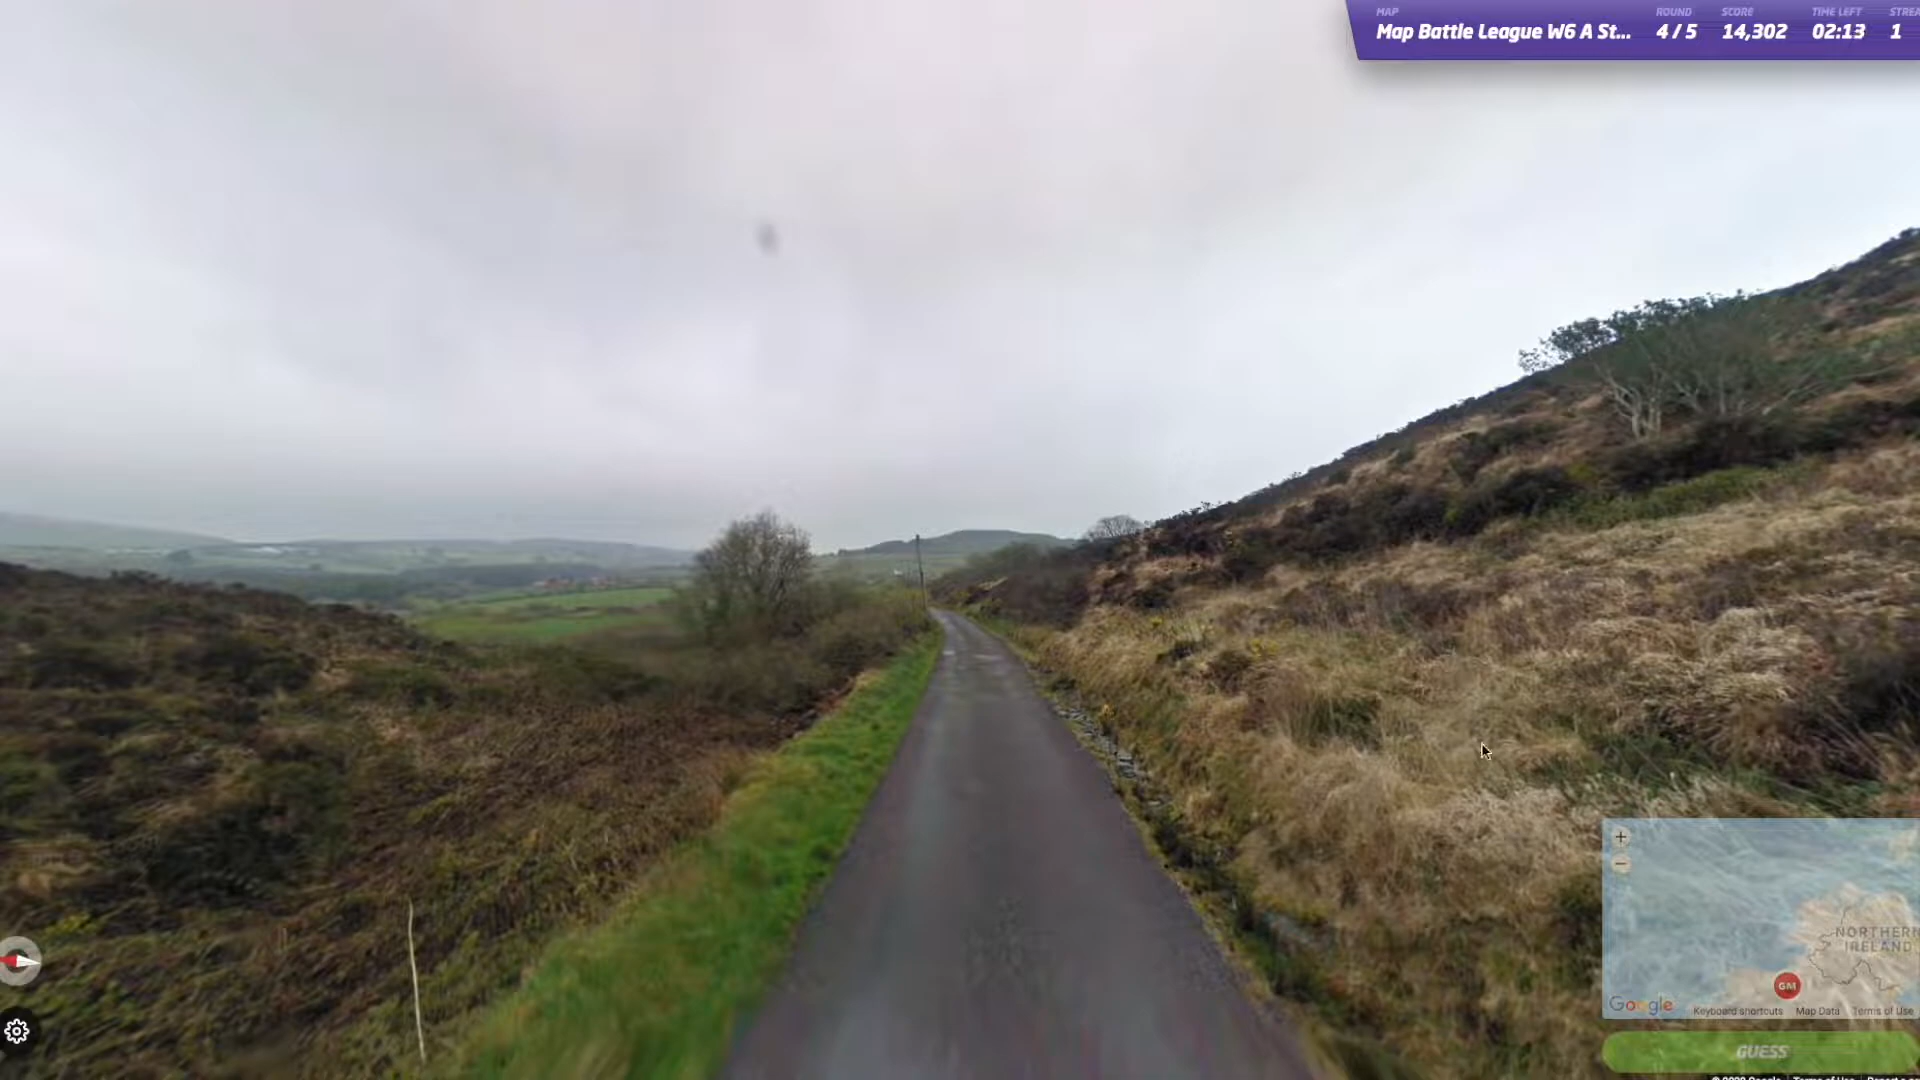 MAP
Map Battle League W6 A St...
ROUND
4 / 5
SCORE
14,302
TIME LEFT
02:13
STREA
1
+
−
NORTHERN
IRELAND
GM
Google
Keyboard shortcuts
Map Data
Terms of Use
GUESS